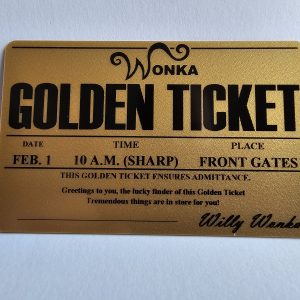 WONKA
GOLDEN TICKET
DATE TIME PLACE
FEB. 1 10 A.M. (SHARP) FRONT GATES
THIS GOLDEN TICKET ENSURES ADMITTANCE.
Greetings to you, the lucky finder of this Golden Ticket
Tremendous things are in store for you!
Willy Wonka